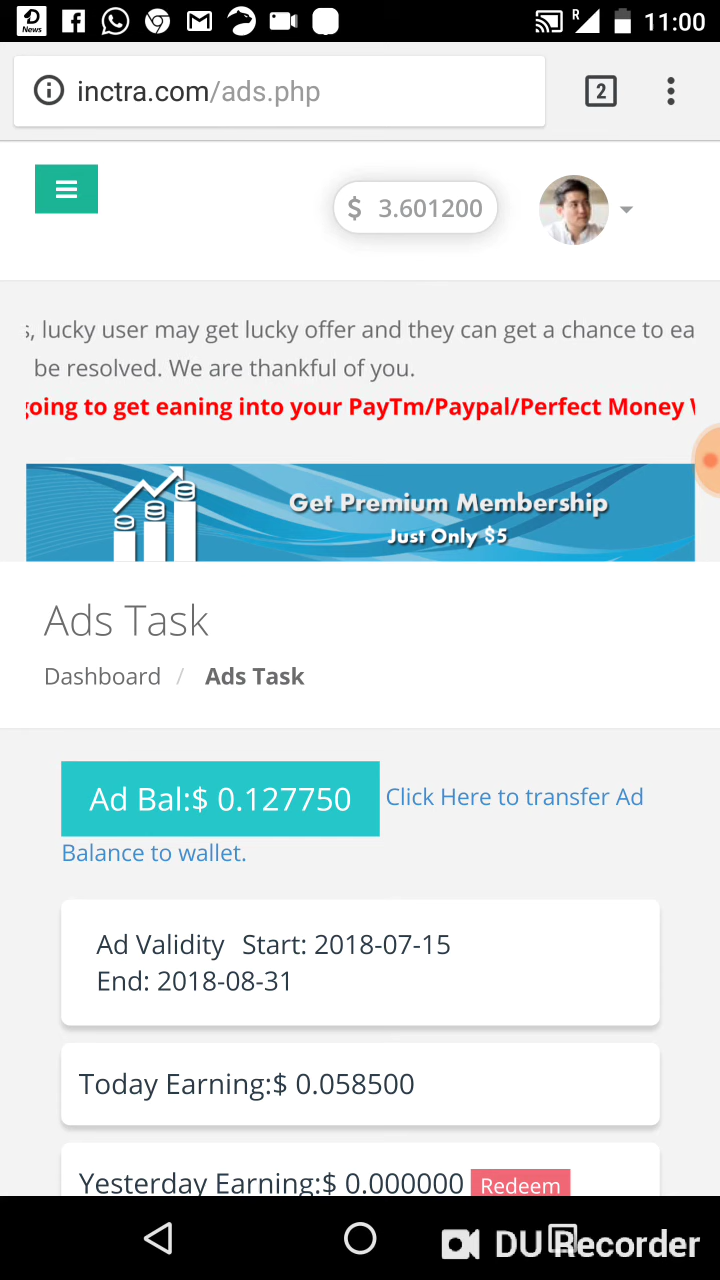 News
R
11:00
inctra.com/ads.php
2
$ 3.601200
, lucky user may get lucky offer and they can get a chance to ea
be resolved. We are thankful of you.
going to get eaning into your PayTm/Paypal/Perfect Money
Get Premium Membership
Just Only $5
Ads Task
Dashboard / Ads Task
Ad Bal:$ 0.127750 Click Here to transfer Ad
Balance to wallet.
Ad Validity Start: 2018-07-15
End: 2018-08-31
Today Earning:$ 0.058500
Yesterday Earning:$ 0.000000 Redeem
DU Recorder